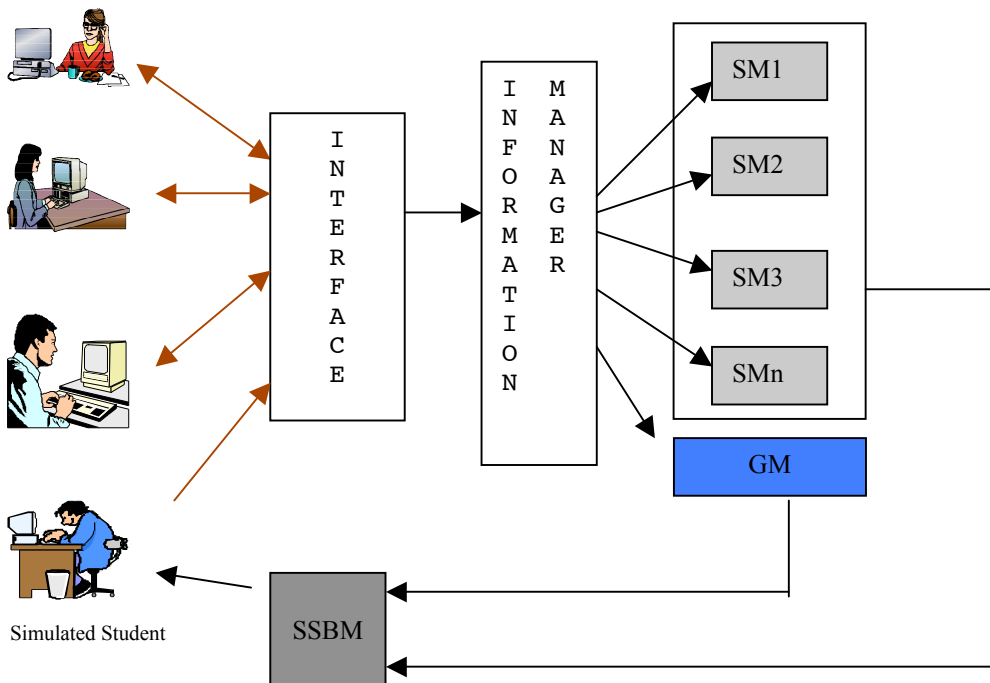 INTERFACE
INFORMATION
MANAGER
SM1
SM2
SM3
SMn
GM
SSBM
Simulated Student